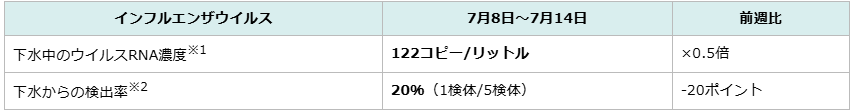 インフルエンザウイルス 7月8日～7月14日 前週比
下水中のウイルスRNA濃度※1 122コピー/リットル ×0.5倍
下水からの検出率※2 20%（1検体/5検体） -20ポイント